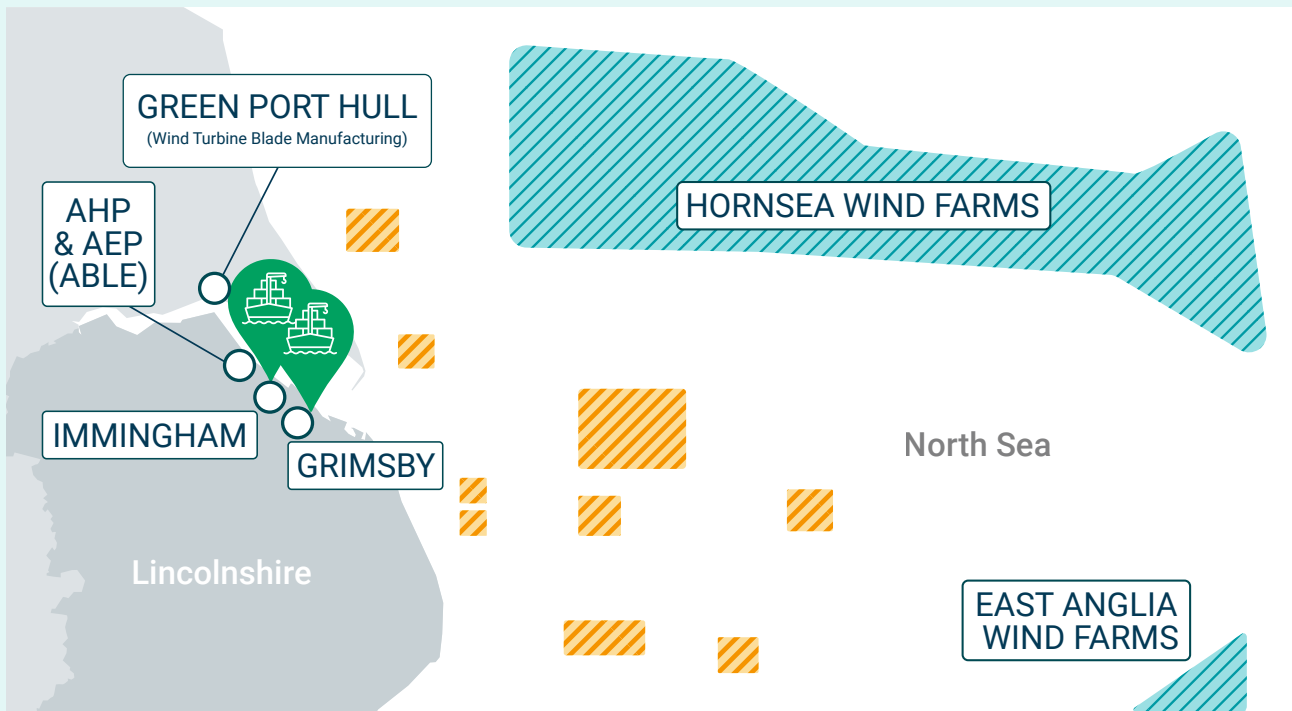 GREEN PORT HULL
(Wind Turbine Blade Manufacturing)
AHP
& AEP
(ABLE)
HORNSEA WIND FARMS
IMMINGHAM
GRIMSBY
North Sea
Lincolnshire
EAST ANGLIA
WIND FARMS